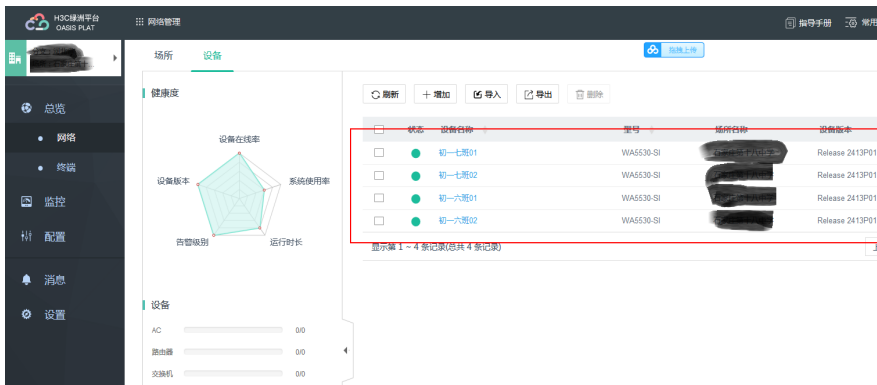 H3C绿洲平台
OASIS PLAT
网络管理
指导手册
常用
场所
设备
拖拽上传
总览
网络
终端
监控
配置
消息
设置
健康度
设备在线率
系统使用率
运行时长
告警级别
设备版本
设备
AC 0/0
路由器 0/0
交换机 0/0
刷新 增加 导入 导出 删除
状态 设备名称 型号 场所名称 设备版本
初一七班01 WA5530-SI Release 2413P01
初一七班02 WA5530-SI Release 2413P01
初一六班01 WA5530-SI Release 2413P01
初一六班02 WA5530-SI Release 2413P01
显示第 1 ~ 4 条记录(总共 4 条记录)